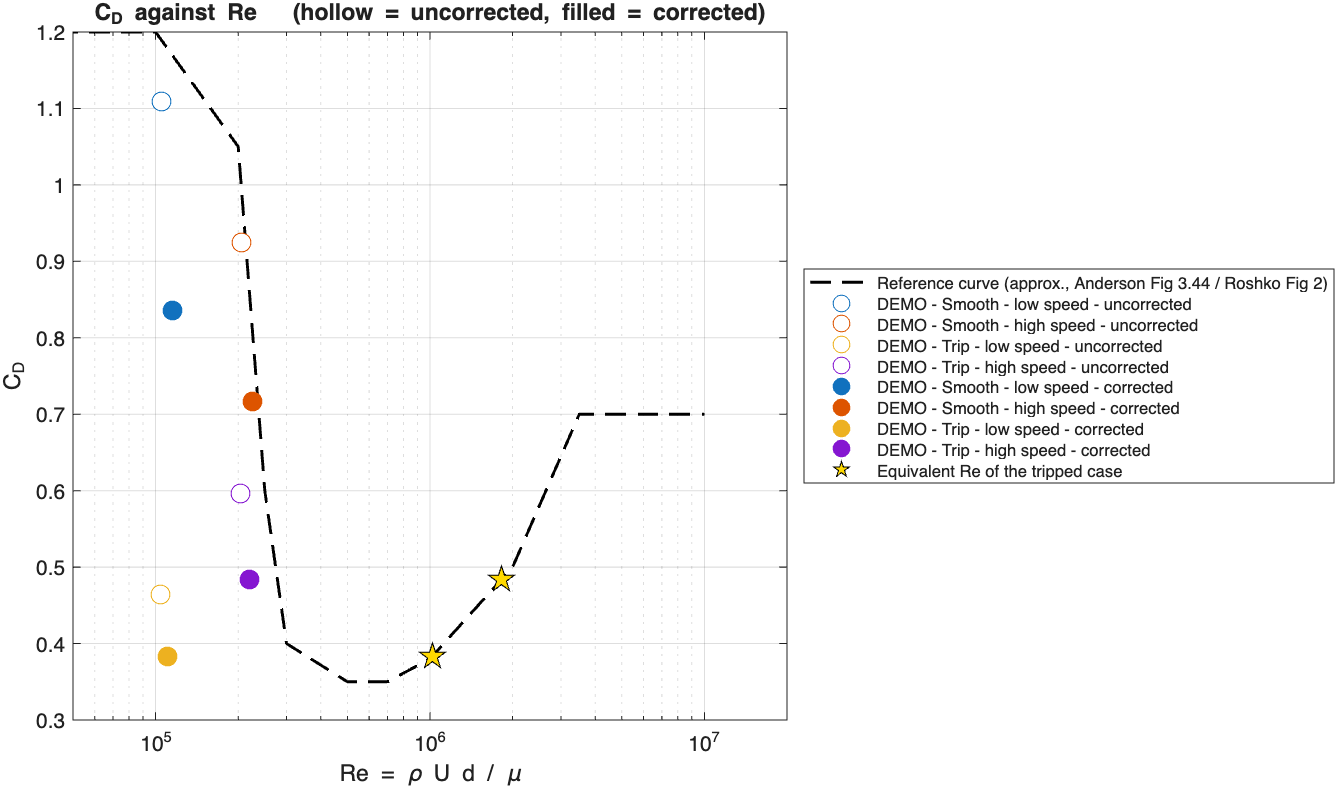 C_D against Re (hollow = uncorrected, filled = corrected)
1.2
1.1
1
0.9
0.8
0.7
0.6
0.5
0.4
0.3
C_D
10^5
10^6
10^7
Re = ρ U d / μ
Reference curve (approx., Anderson Fig 3.44 / Roshko Fig 2)
DEMO - Smooth - low speed - uncorrected
DEMO - Smooth - high speed - uncorrected
DEMO - Trip - low speed - uncorrected
DEMO - Trip - high speed - uncorrected
DEMO - Smooth - low speed - corrected
DEMO - Smooth - high speed - corrected
DEMO - Trip - low speed - corrected
DEMO - Trip - high speed - corrected
Equivalent Re of the tripped case